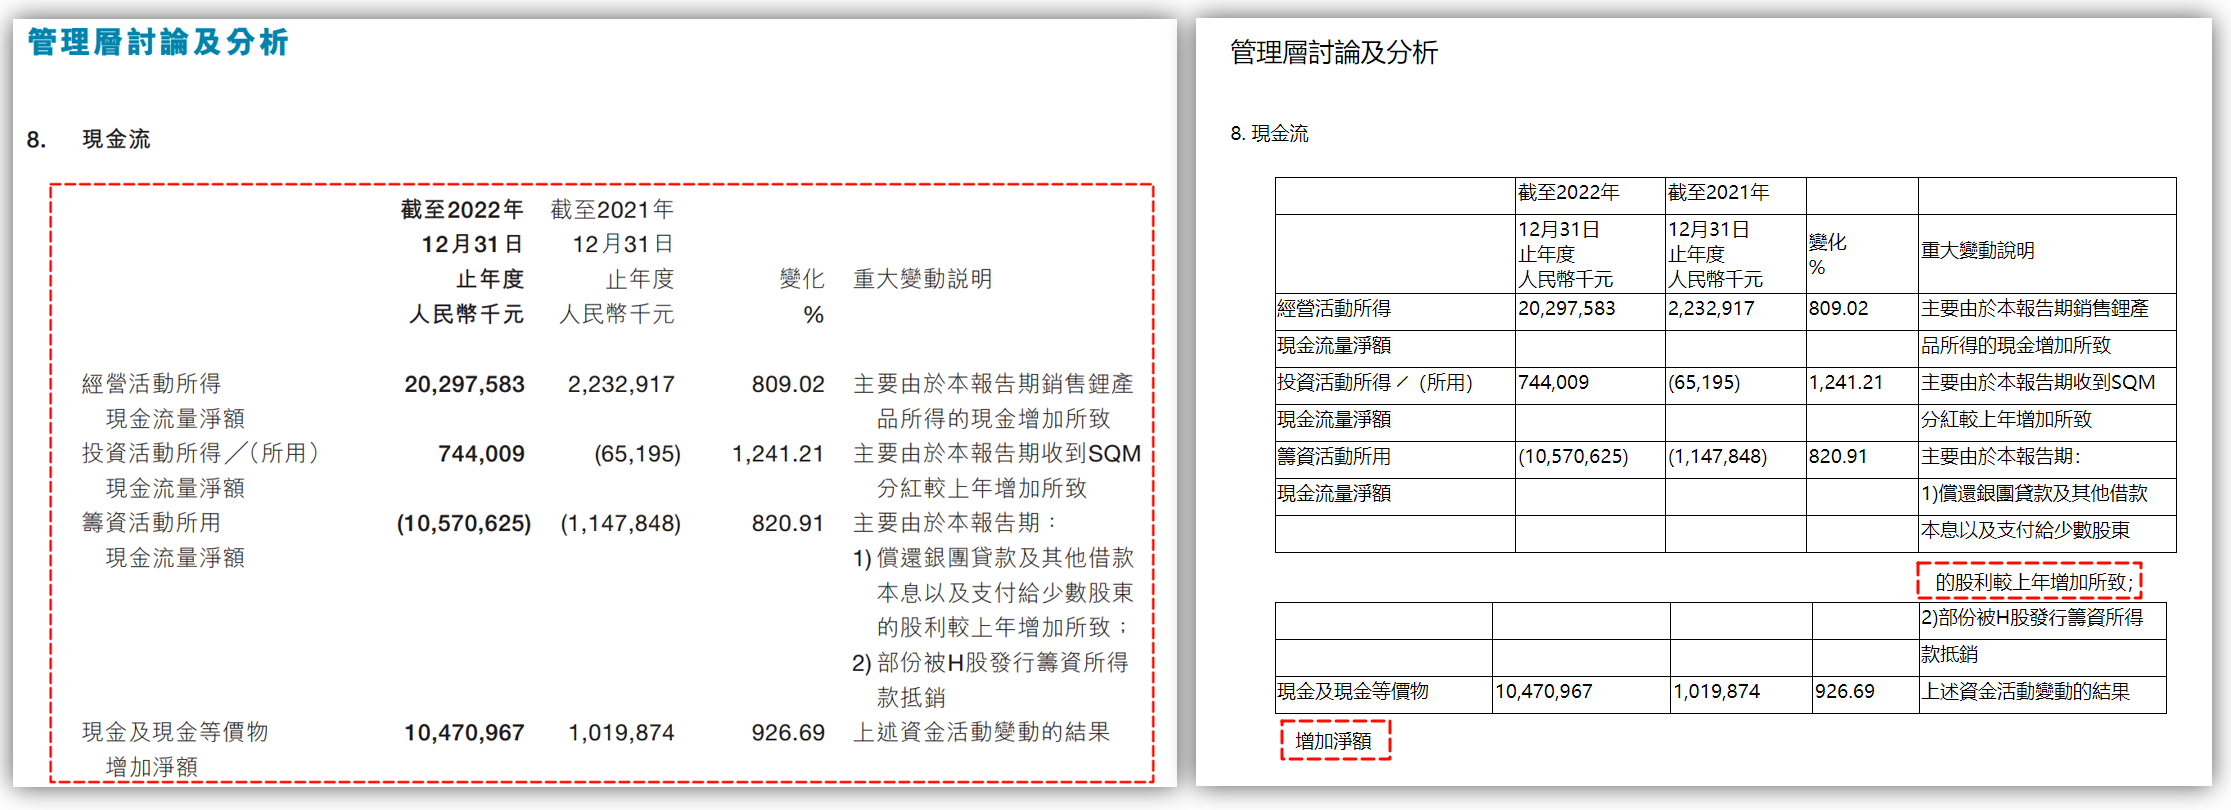 管理層討論及分析
8. 現金流
截至2022年 截至2021年
12月31日 12月31日
止年度 止年度 變化 重大變動説明
人民幣千元 人民幣千元 %
經營活動所得 20,297,583 2,232,917 809.02 主要由於本報告期銷售鋰產
現金流量淨額 品所得的現金增加所致
投資活動所得／（所用） 744,009 (65,195) 1,241.21 主要由於本報告期收到SQM
現金流量淨額 分紅較上年增加所致
籌資活動所用 (10,570,625) (1,147,848) 820.91 主要由於本報告期：
現金流量淨額 1) 償還銀團貸款及其他借款
本息以及支付給少數股東
的股利較上年增加所致；
2) 部份被H股發行籌資所得
款抵銷
現金及現金等價物 10,470,967 1,019,874 926.69 上述資金活動變動的結果
增加淨額
管理層討論及分析
8. 現金流
截至2022年 截至2021年
12月31日 12月31日
止年度 止年度 變化 重大變動說明
人民幣千元 人民幣千元 %
經營活動所得 20,297,583 2,232,917 809.02 主要由於本報告期銷售鋰產
現金流量淨額 品所得的現金增加所致
投資活動所得／（所用) 744,009 (65,195) 1,241.21 主要由於本報告期收到SQM
現金流量淨額 分紅較上年增加所致
籌資活動所用 (10,570,625) (1,147,848) 820.91 主要由於本報告期:
現金流量淨額 1)償還銀團貸款及其他借款
本息以及支付給少數股東
的股利較上年增加所致;
2)部份被H股發行籌資所得
款抵銷
現金及現金等價物 10,470,967 1,019,874 926.69 上述資金活動變動的結果
增加淨額